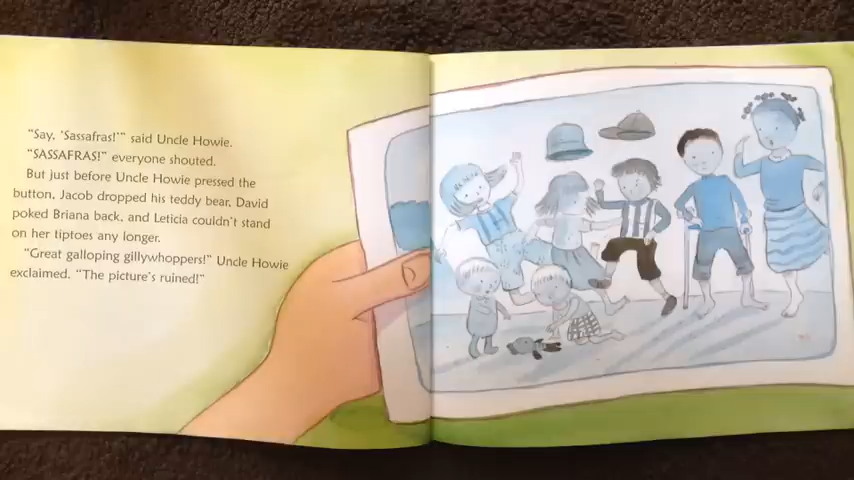 "Say, 'Sassafras!'" said Uncle Howie.
"SASSAFRAS!" everyone shouted.
But just before Uncle Howie pressed the
button, Jacob dropped his teddy bear, David
poked Briana back, and Leticia couldn't stand
on her tiptoes any longer.
"Great galloping gillywhoppers!" Uncle Howie
exclaimed. "The picture's ruined!"